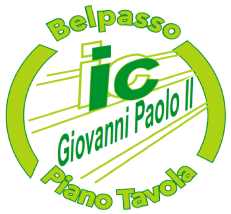 Belpasso
ic
Giovanni Paolo II
Piano Tavola